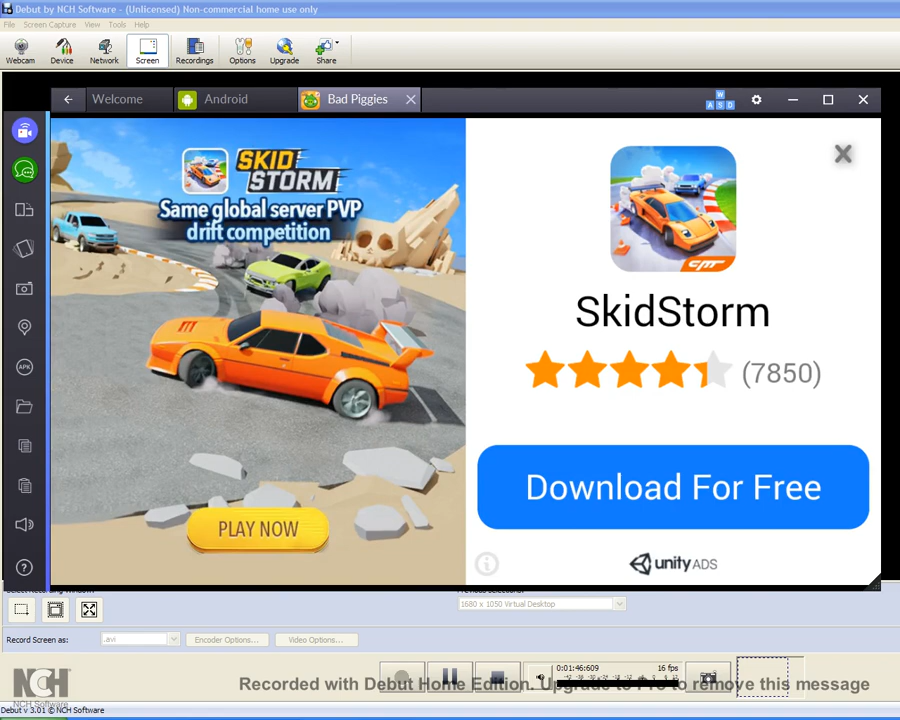 Debut by NCH Software - (Unlicensed) Non-commercial home use only
File Screen Capture View Tools Help
Webcam Device Network Screen Recordings Options Upgrade Share
Welcome Android Bad Piggies
W
A S D
SKID
STORM
Same global server PVP
drift competition
PLAY NOW
CMT
SkidStorm
(7850)
Download For Free
unity ADS
APK
1680 x 1050 Virtual Desktop
Record Screen as: .avi Encoder Options... Video Options...
0:01:46:609 16 fps
Recorded with Debut Home Edition. Upgrade to Pro to remove this message
NCH
NCH Software
Debut v 3.01 © NCH Software